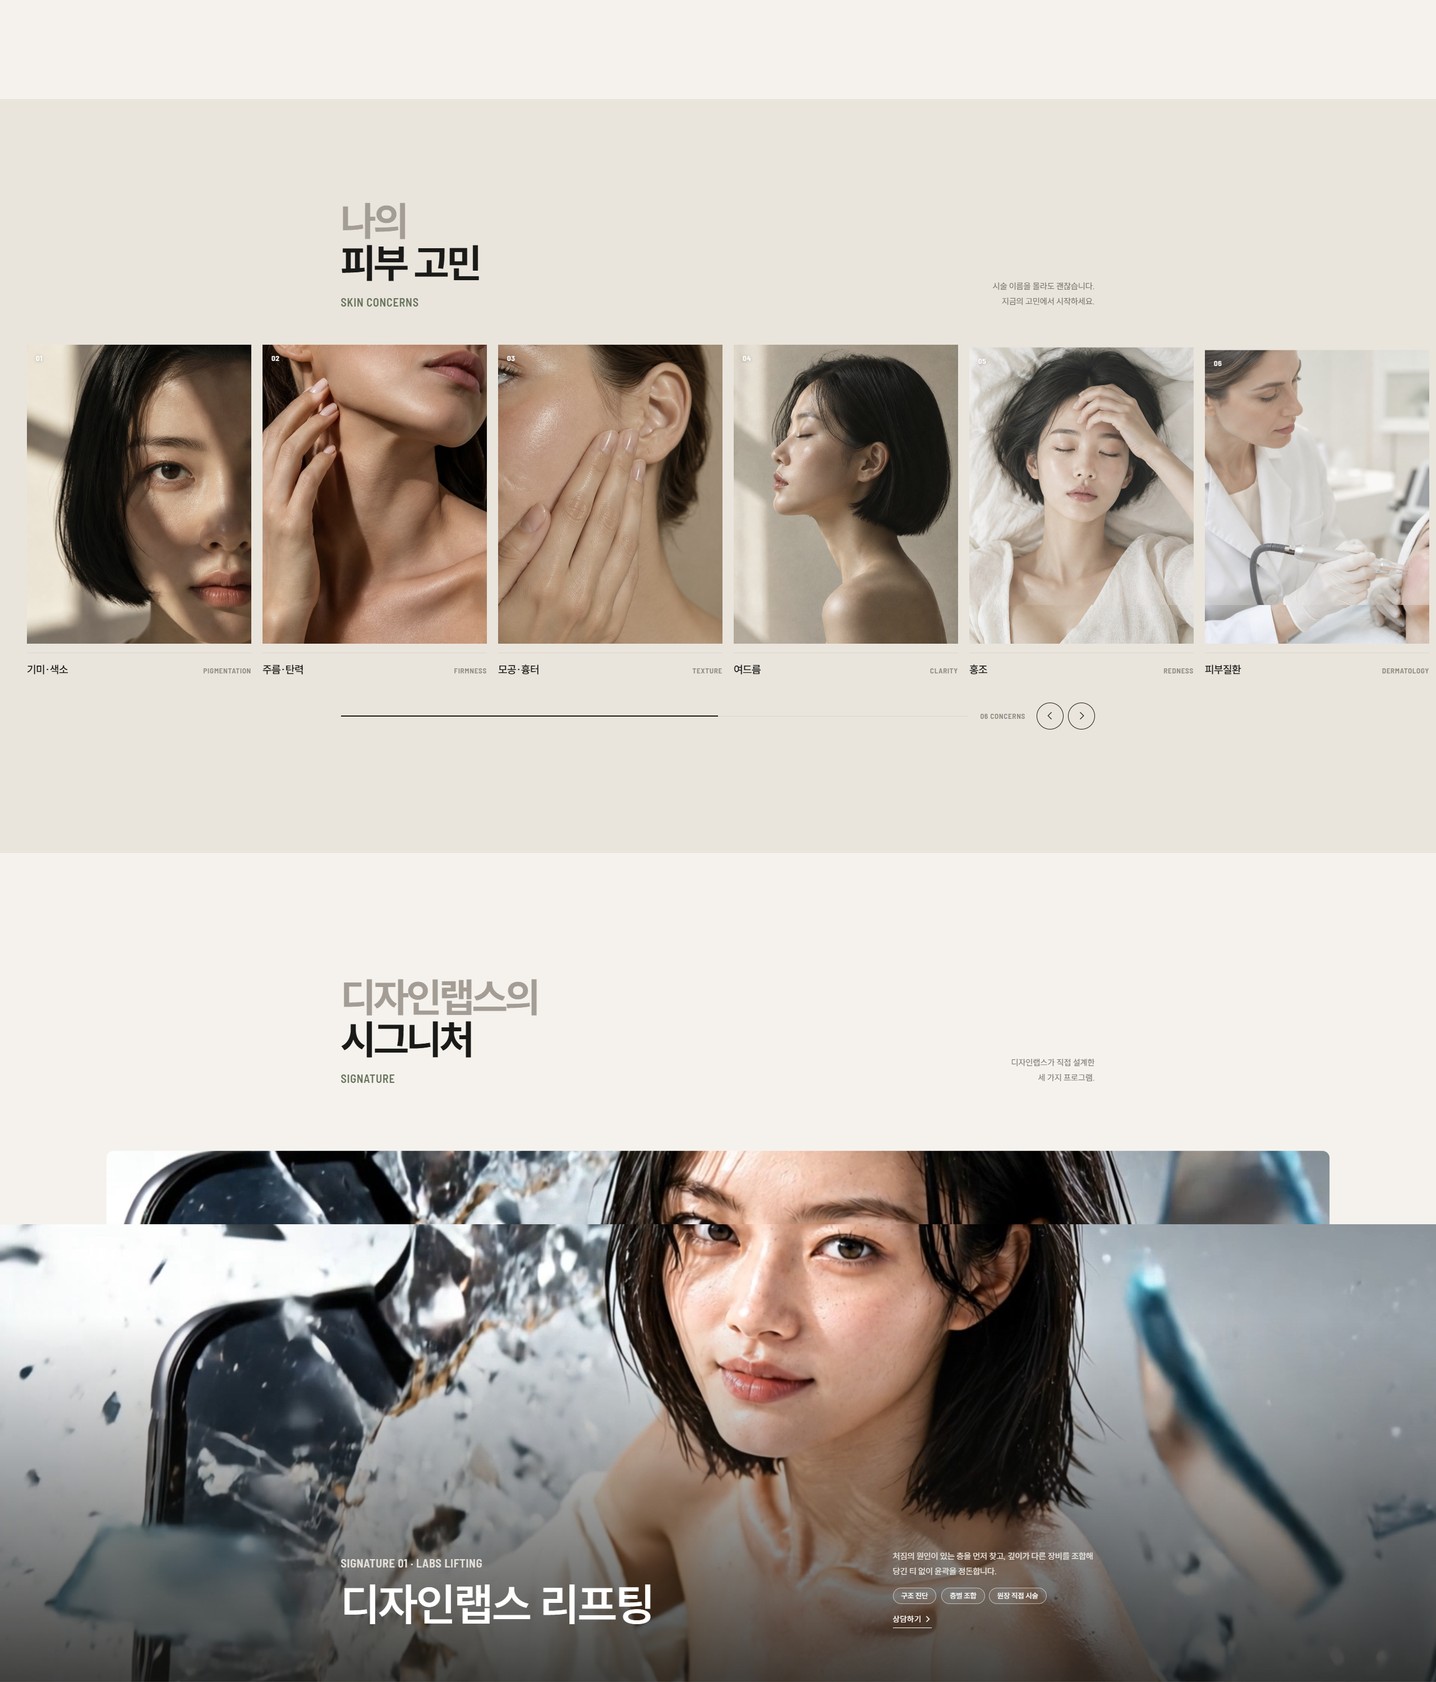 나의
피부 고민
SKIN CONCERNS
시술 이름을 몰라도 괜찮습니다.
지금의 고민에서 시작하세요.
01
02
03
04
05
06
기미·색소 PIGMENTATION
주름·탄력 FIRMNESS
모공·흉터 TEXTURE
여드름 CLARITY
홍조 REDNESS
피부질환 DERMATOLOGY
06 CONCERNS
디자인랩스의
시그니처
SIGNATURE
디자인랩스가 직접 설계한
세 가지 프로그램.
SIGNATURE 01 · LABS LIFTING
디자인랩스 리프팅
처짐의 원인이 있는 층을 먼저 찾고, 깊이가 다른 장비를 조합해
당긴 티 없이 윤곽을 정돈합니다.
구조 진단 층별 조합 원장 직접 시술
상담하기